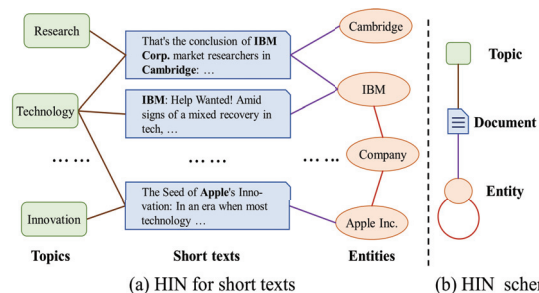 Research
Technology
... ...
Innovation
Topics
That's the conclusion of IBM
Corp. market researchers in
Cambridge: ...
IBM: Help Wanted! Amid
signs of a mixed recovery in
tech, ...
... ...
The Seed of Apple's Inno-
vation: In an era when most
technology ...
Short texts
Cambridge
IBM
... ...
Company
Apple Inc.
Entities
(a) HIN for short texts
Topic
Document
Entity
(b) HIN schem